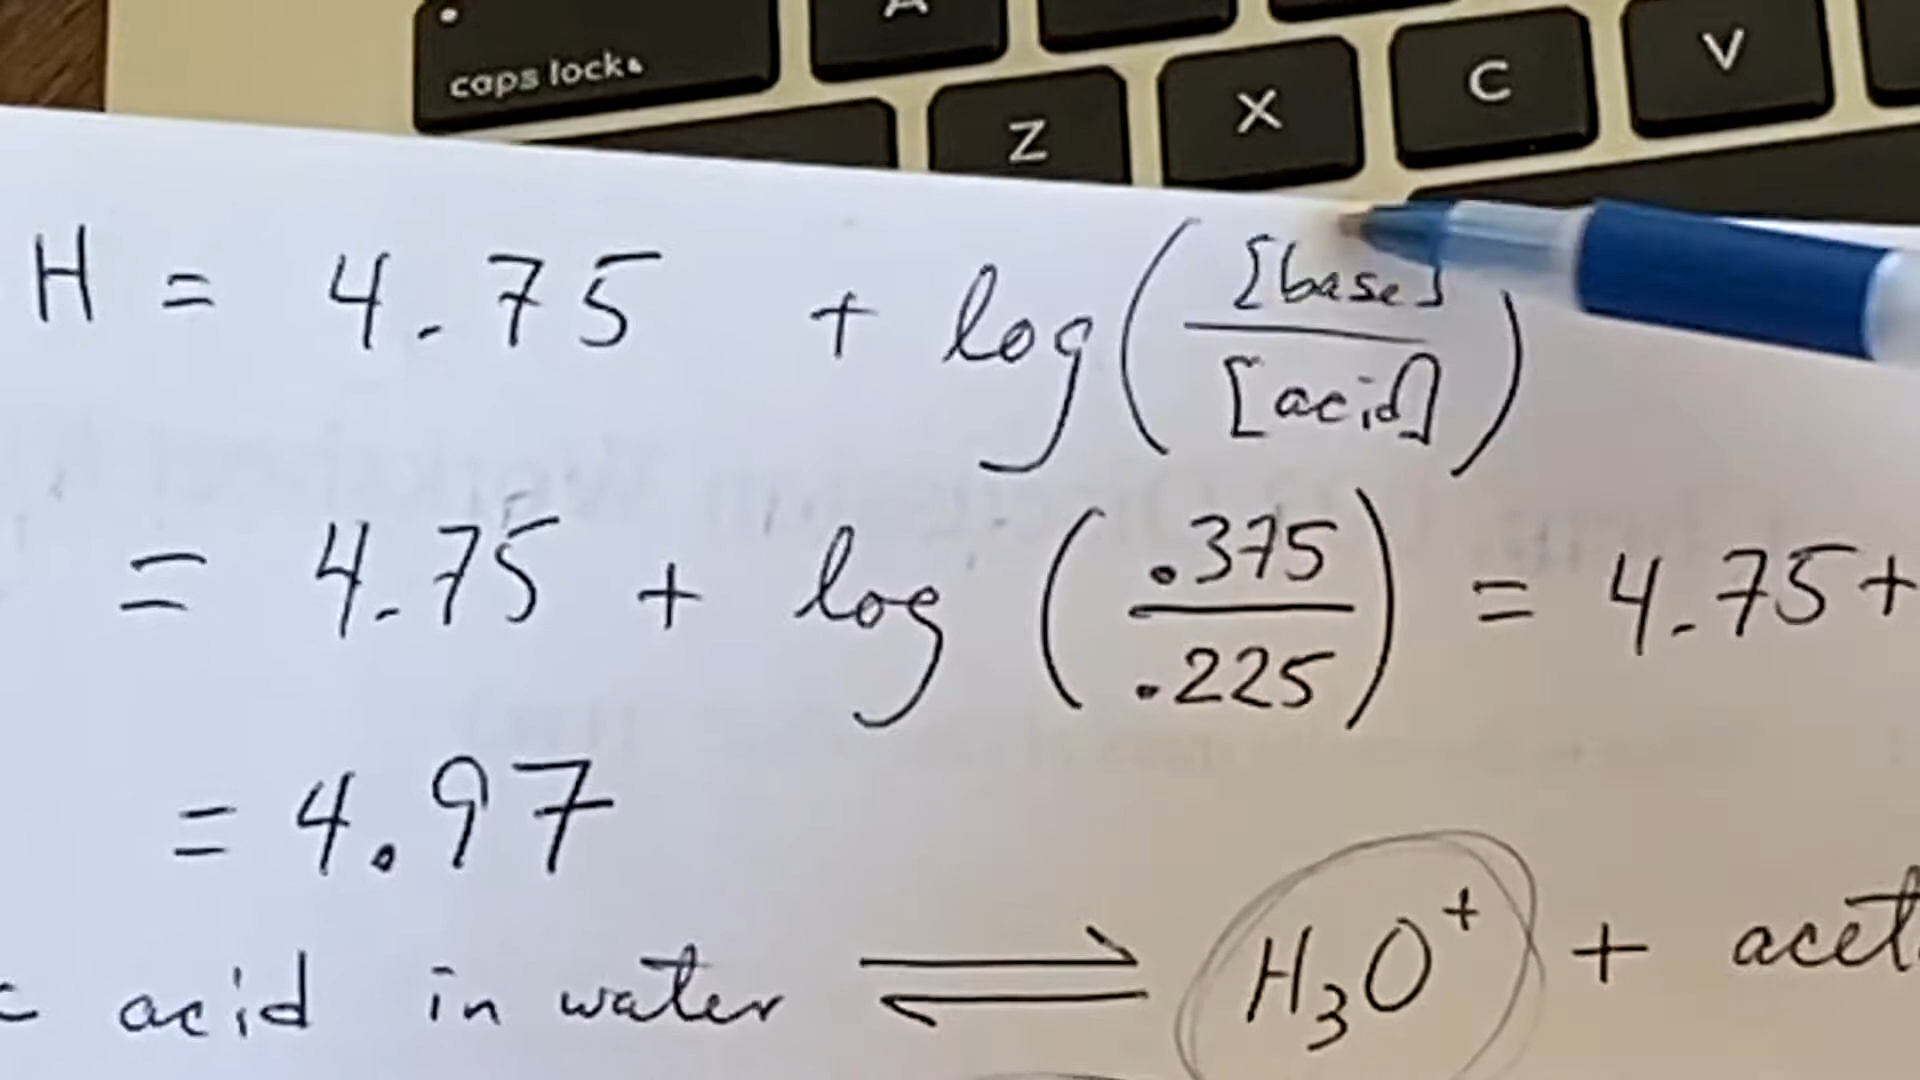 caps lock A
Z X C V
H = 4.75 + log([base]/[acid])
= 4.75 + log(.375/.225) = 4.75+
= 4.97
acid in water ⇌ H₃O⁺ + acet